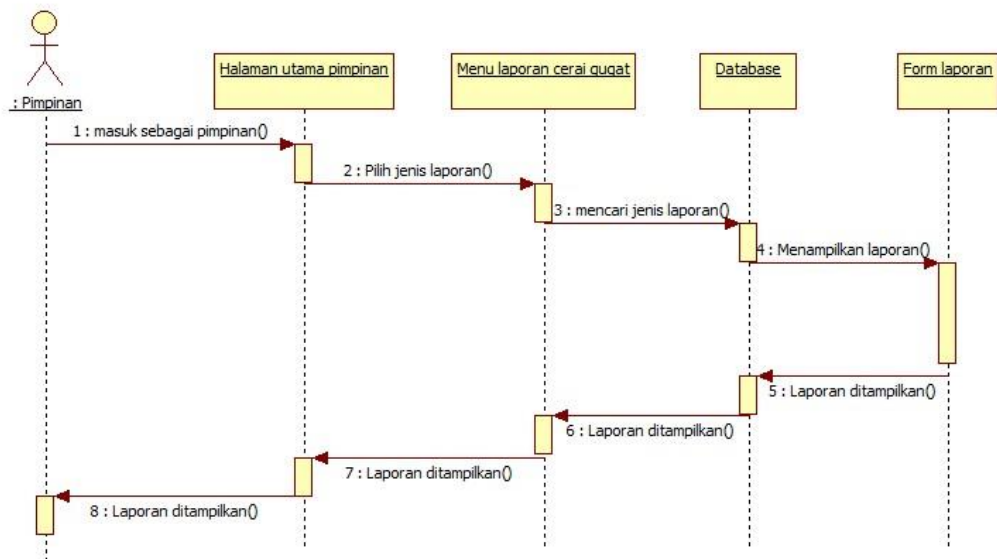 : Pimpinan
Halaman utama pimpinan
Menu laporan cerai gugat
Database
Form laporan
1 : masuk sebagai pimpinan()
2 : Pilih jenis laporan()
3 : mencari jenis laporan()
4 : Menampilkan laporan()
5 : Laporan ditampilkan()
6 : Laporan ditampilkan()
7 : Laporan ditampilkan()
8 : Laporan ditampilkan()